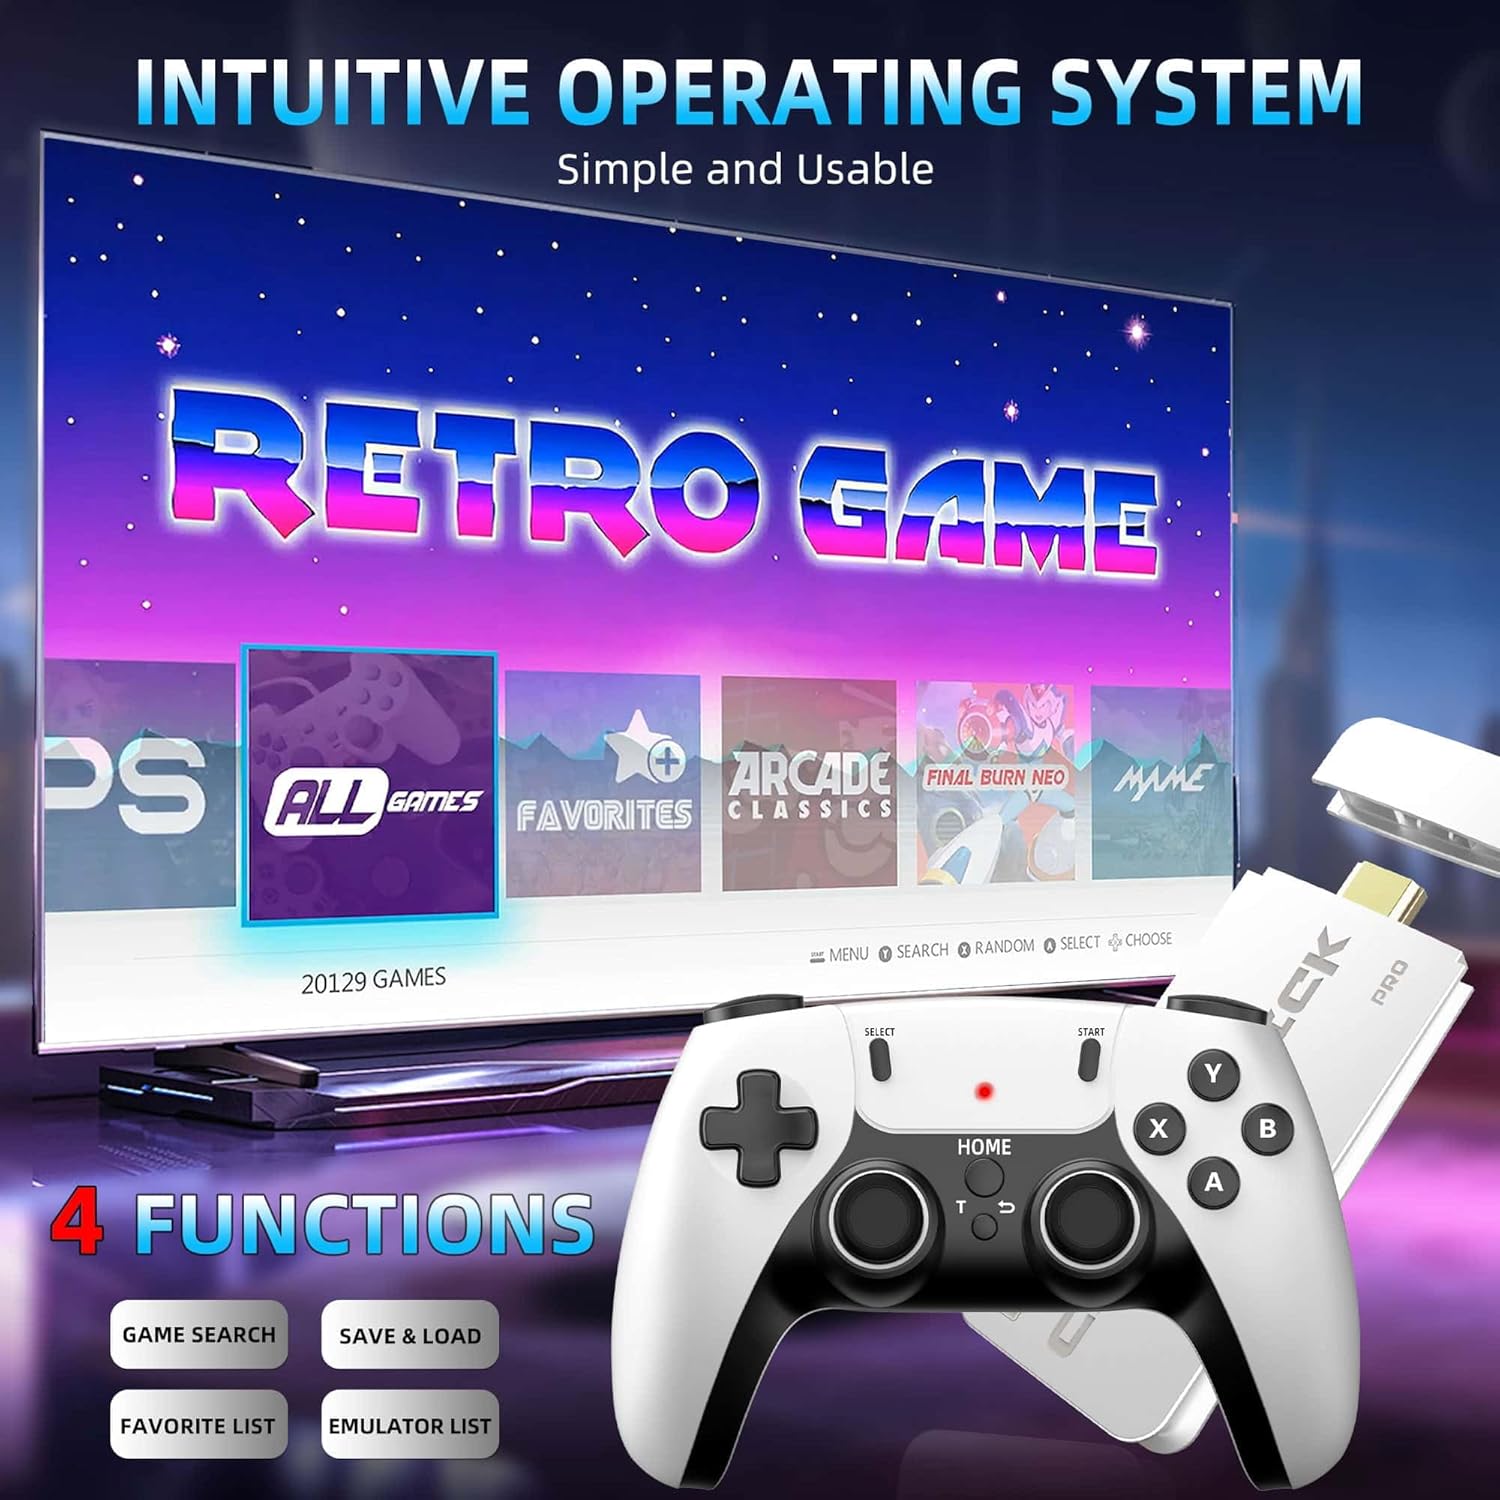 INTUITIVE OPERATING SYSTEM
Simple and Usable
RETRO GAME
PS
ALL GAMES
FAVORITES
ARCADE
CLASSICS
FINAL BURN NEO
MAME
20129 GAMES
START MENU Y SEARCH X RANDOM A SELECT CHOOSE
PRO
SELECT
START
HOME
T
Y
X
B
A
4 FUNCTIONS
GAME SEARCH
SAVE & LOAD
FAVORITE LIST
EMULATOR LIST